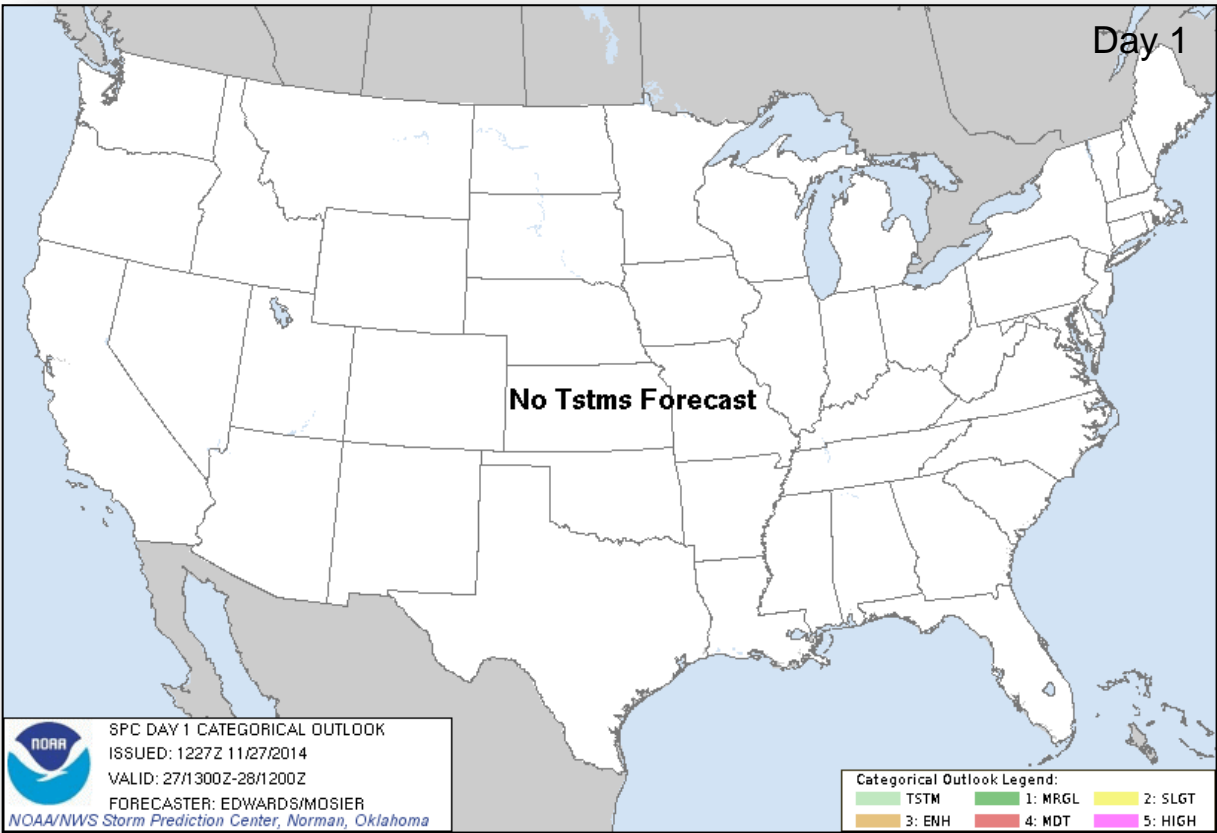 Day 1
No Tstms Forecast
NOAA
SPC DAY 1 CATEGORICAL OUTLOOK
ISSUED: 1227Z 11/27/2014
VALID: 27/1300Z-28/1200Z
FORECASTER: EDWARDS/MOSIER
NOAA/NWS Storm Prediction Center, Norman, Oklahoma
Categorical Outlook Legend:
TSTM 1: MRGL 2: SLGT
3: ENH 4: MDT 5: HIGH